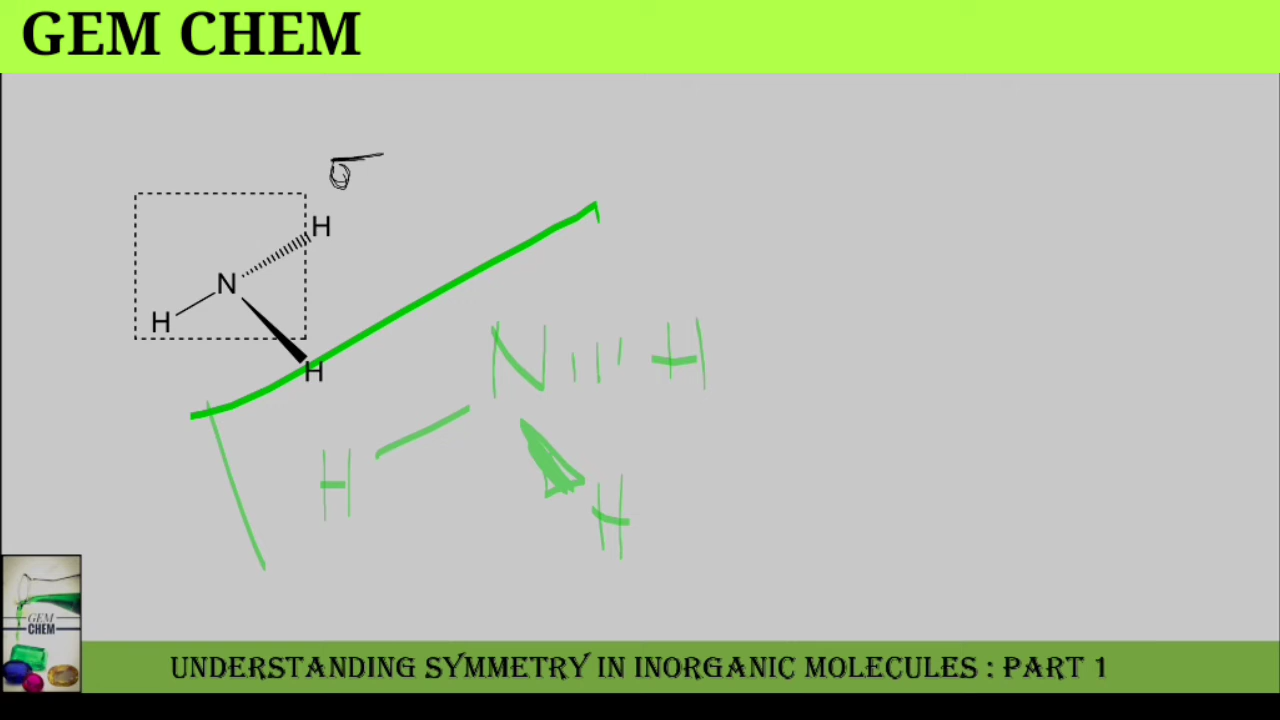 GEM CHEM
σ
H
N
H
H
N H
H
H
GEM
CHEM
UNDERSTANDING SYMMETRY IN INORGANIC MOLECULES : PART 1